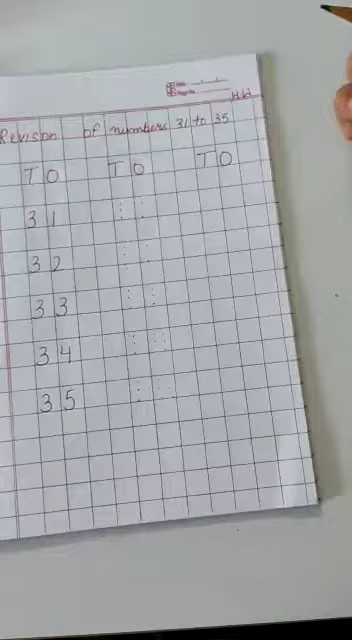 H.W
Revision of numbers 31 to 35
T O T O T O
3 1
3 2
3 3
3 4
3 5